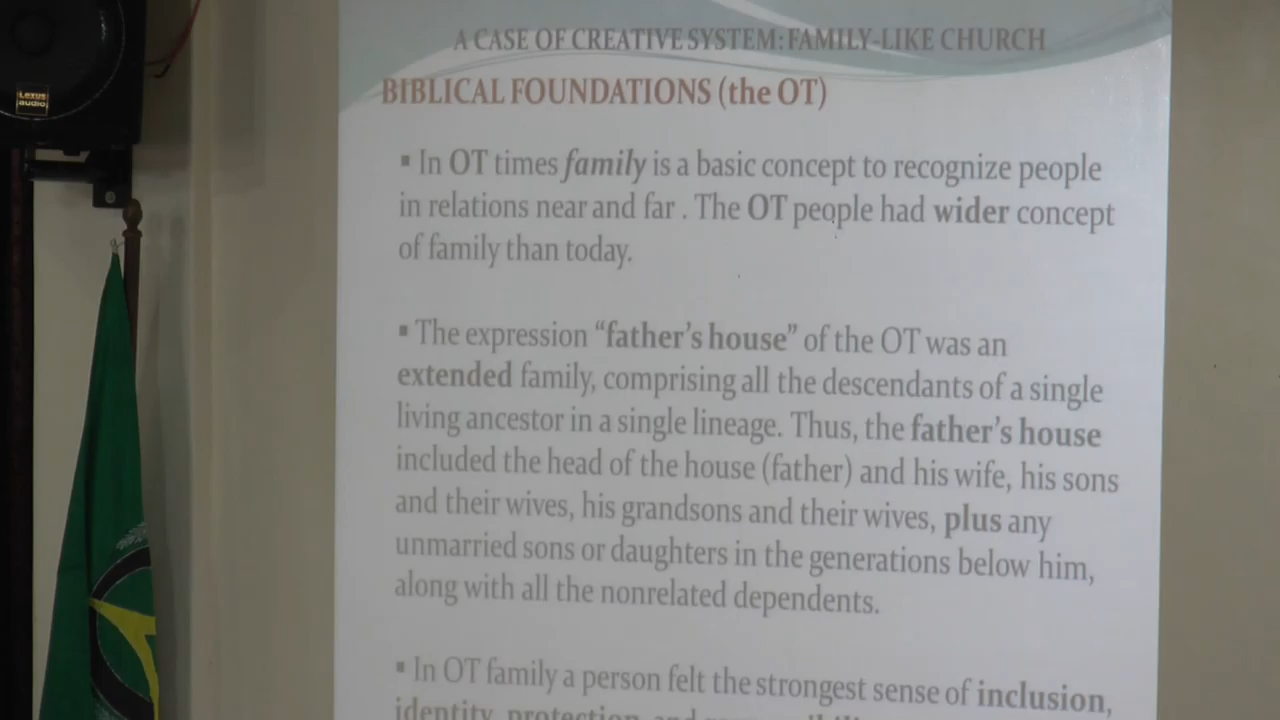 A CASE OF CREATIVE SYSTEM: FAMILY-LIKE CHURCH
BIBLICAL FOUNDATIONS (the OT)
Lexus
audio
▪ In OT times family is a basic concept to recognize people
in relations near and far . The OT people had wider concept
of family than today.
▪ The expression “father’s house” of the OT was an
extended family, comprising all the descendants of a single
living ancestor in a single lineage. Thus, the father’s house
included the head of the house (father) and his wife, his sons
and their wives, his grandsons and their wives, plus any
unmarried sons or daughters in the generations below him,
along with all the nonrelated dependents.
▪ In OT family a person felt the strongest sense of inclusion,
identity, protection, and